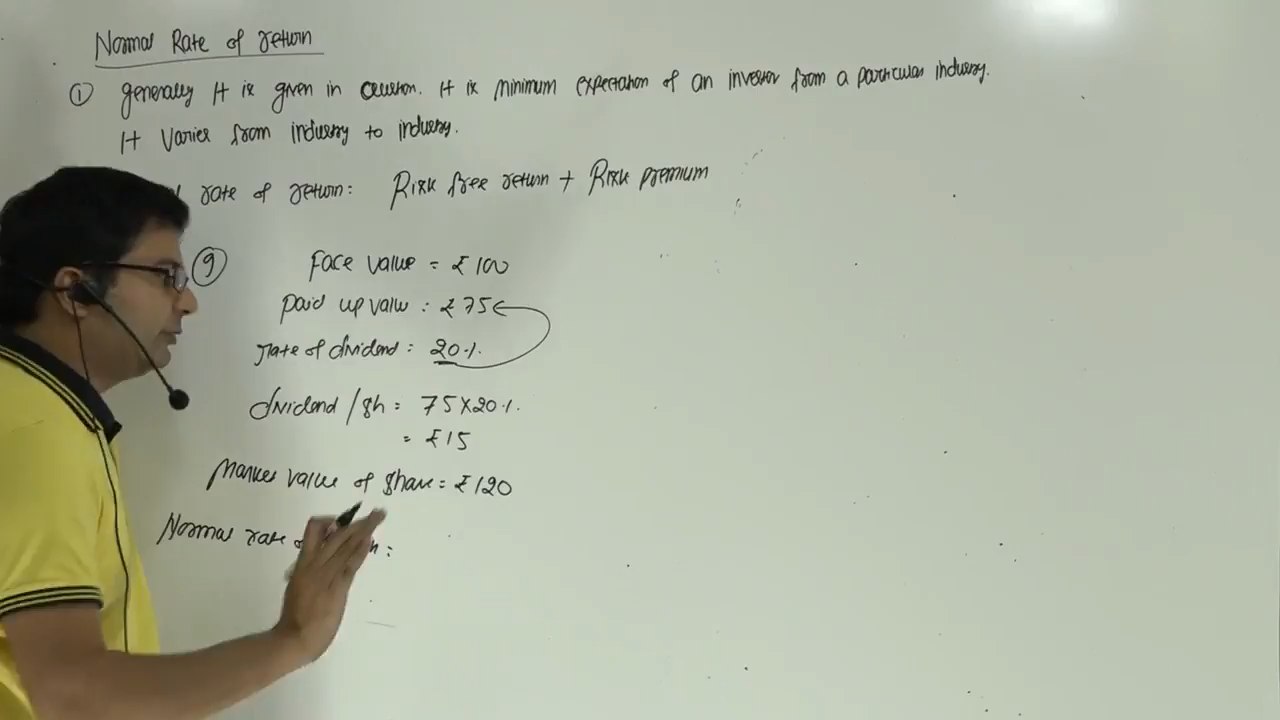 Normal Rate of return
① generally It is given in Question. It is minimum expectation of an investor from a particular industry.
It varies from industry to industry.
rate of return: Risk free return + Risk premium
9 Face value = ₹100
paid up value : ₹75
rate of dividend : 20%.
dividend / sh = 75X20%.
= ₹15
Market value of share = ₹120
Normal rate :